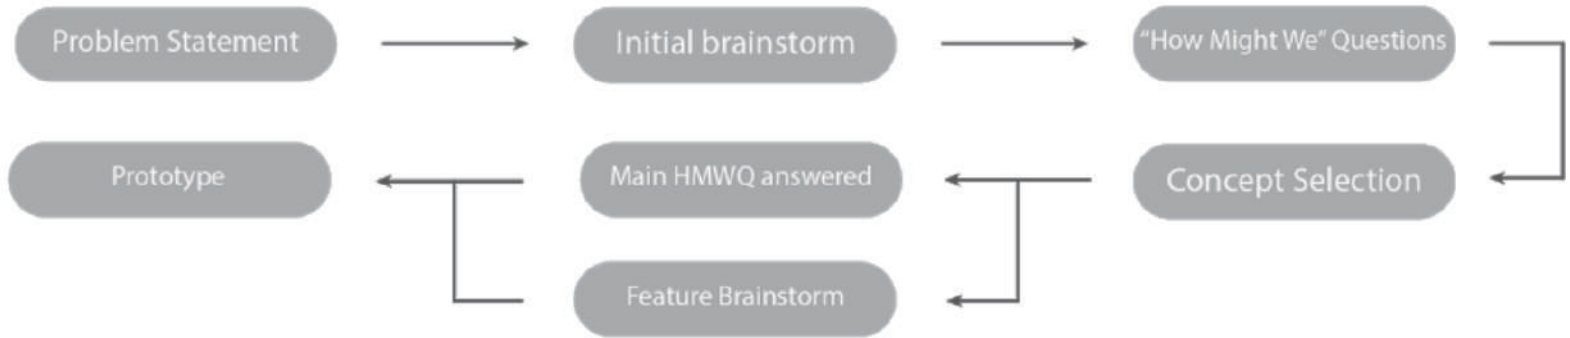 Problem Statement
Initial brainstorm
“How Might We” Questions
Prototype
Main HMWQ answered
Concept Selection
Feature Brainstorm